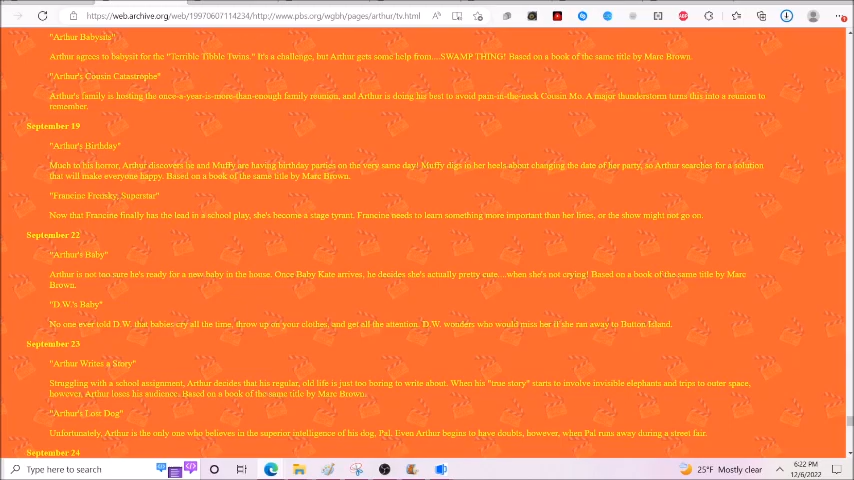 https://web.archive.org/web/19970607114234/http://www.pbs.org/wgbh/pages/arthur/tv.html
"Arthur Babysits"
Arthur agrees to babysit for the "Terrible Tibble Twins." It's a challenge, but Arthur gets some help from....SWAMP THING! Based on a book of the same title by Marc Brown.
"Arthur's Cousin Catastrophe"
Arthur's family is hosting the once-a-year-is-more-than-enough family reunion, and Arthur is doing his best to avoid pain-in-the-neck Cousin Mo. A major thunderstorm turns this into a reunion to
remember.
September 19
"Arthur's Birthday"
Much to his horror, Arthur discovers he and Muffy are having birthday parties on the very same day! Muffy digs in her heels about changing the date of her party, so Arthur searches for a solution
that will make everyone happy. Based on a book of the same title by Marc Brown.
"Francine Frensky, Superstar"
Now that Francine finally has the lead in a school play, she's become a stage tyrant. Francine needs to learn something more important than her lines, or the show might not go on.
September 22
"Arthur's Baby"
Arthur is not too sure he's ready for a new baby in the house. Once Baby Kate arrives, he decides she's actually pretty cute....when she's not crying! Based on a book of the same title by Marc
Brown.
"D.W.'s Baby"
No one ever told D.W. that babies cry all the time, throw up on your clothes, and get all the attention. D.W. wonders who would miss her if she ran away to Button Island.
September 23
"Arthur Writes a Story"
Struggling with a school assignment, Arthur decides that his regular, old life is just too boring to write about. When his "true story" starts to involve invisible elephants and trips to outer space,
however, Arthur loses his audience. Based on a book of the same title by Marc Brown.
"Arthur's Lost Dog"
Unfortunately, Arthur is the only one who believes in the superior intelligence of his dog, Pal. Even Arthur begins to have doubts, however, when Pal runs away during a street fair.
September 24
Type here to search
25°F Mostly clear
6:22 PM
12/6/2022